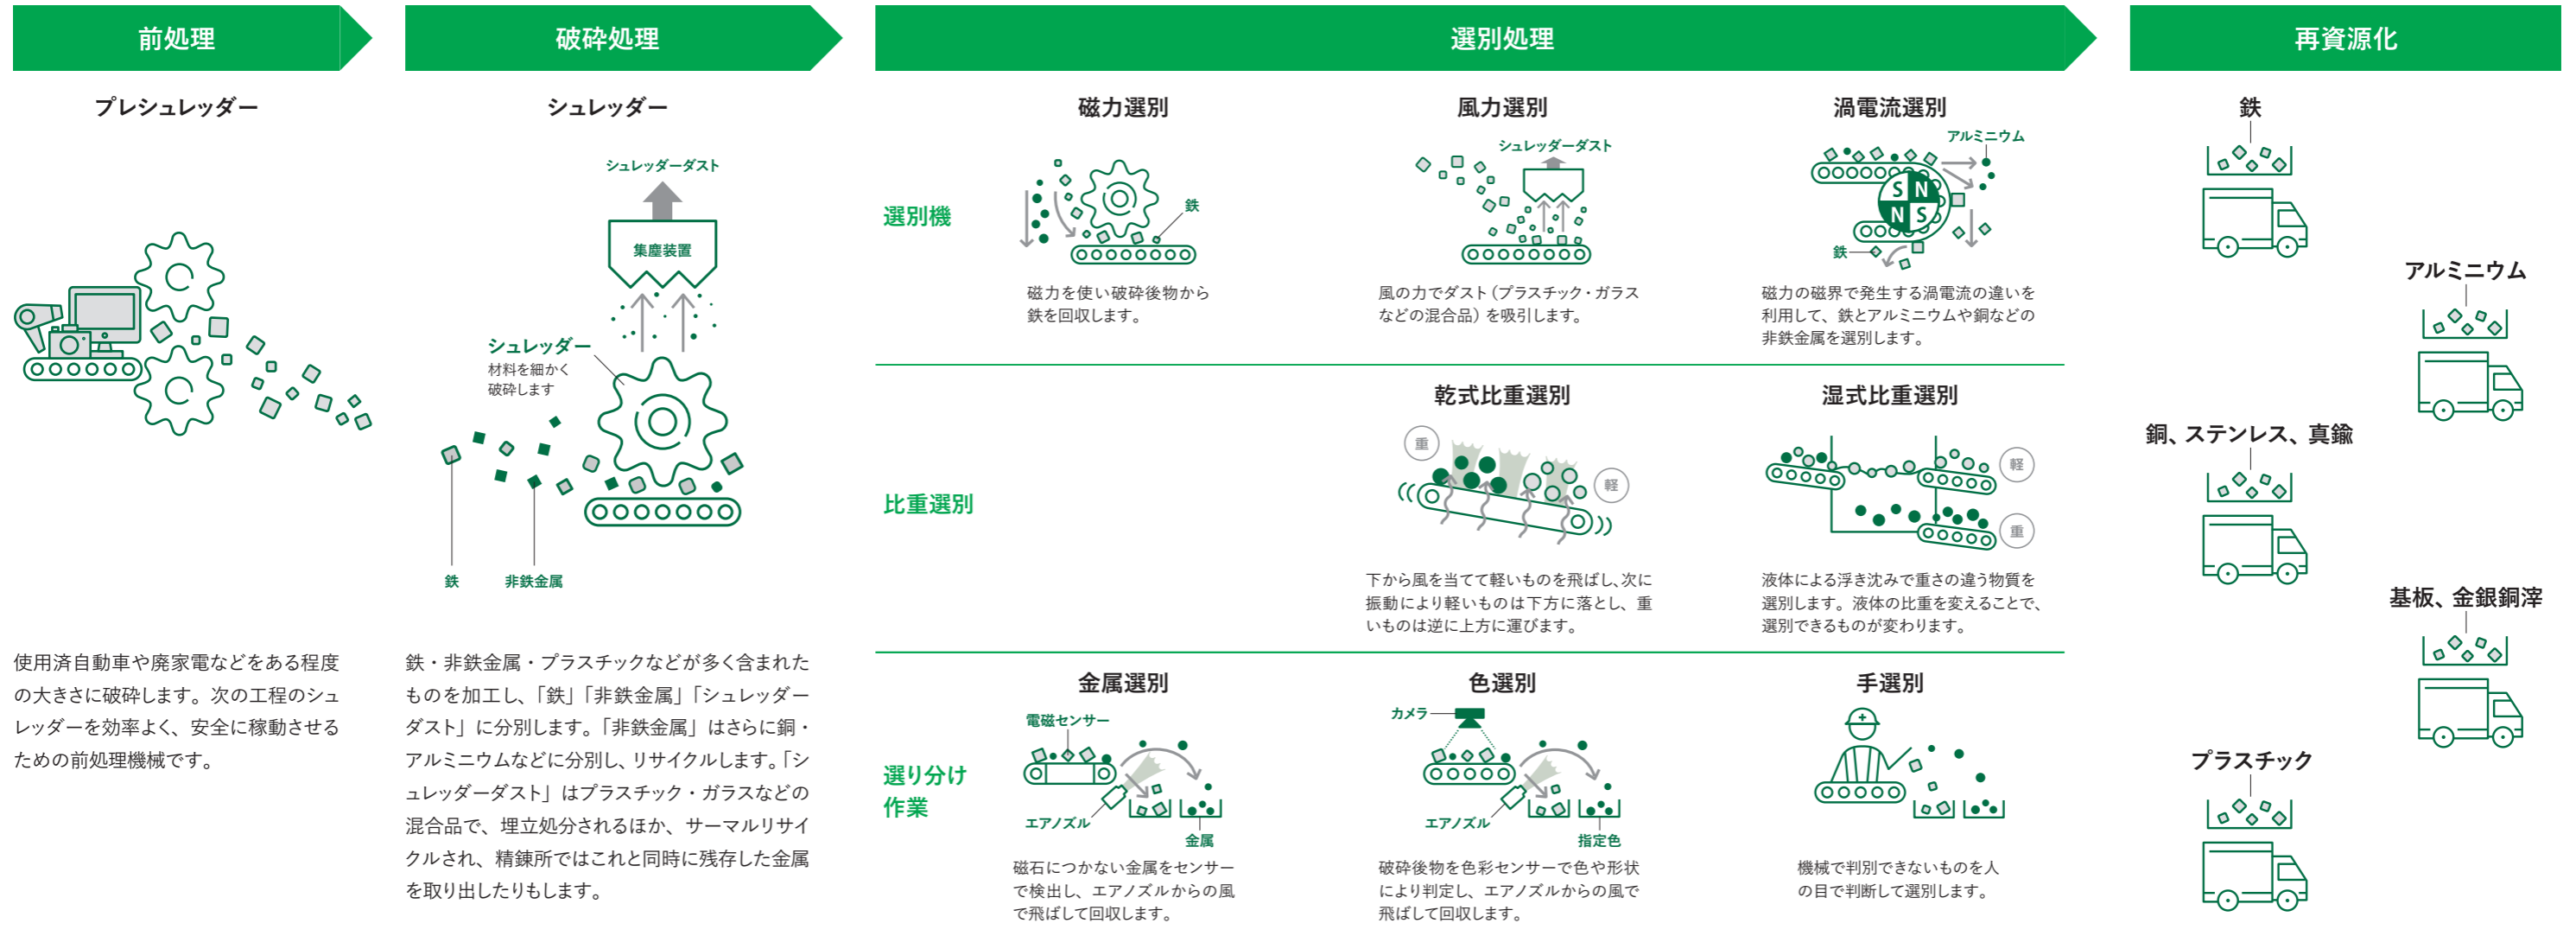 前処理
プレシュレッダー
使用済自動車や廃家電などをある程度
の大きさに破砕します。次の工程のシュ
レッダーを効率よく、安全に稼動させる
ための前処理機械です。
破砕処理
シュレッダー
シュレッダーダスト
集塵装置
シュレッダー
材料を細かく
破砕します
鉄
非鉄金属
鉄・非鉄金属・プラスチックなどが多く含まれた
ものを加工し、「鉄」「非鉄金属」「シュレッダー
ダスト」に分別します。「非鉄金属」はさらに銅・
アルミニウムなどに分別し、リサイクルします。「シ
ュレッダーダスト」はプラスチック・ガラスなどの
混合品で、埋立処分されるほか、サーマルリサイ
クルされ、精錬所ではこれと同時に残存した金属
を取り出したりもします。
選別処理
選別機
磁力選別
鉄
磁力を使い破砕後物から
鉄を回収します。
風力選別
シュレッダーダスト
風の力でダスト（プラスチック・ガラス
などの混合品）を吸引します。
渦電流選別
アルミニウム
S N
N S
鉄
磁力の磁界で発生する渦電流の違いを
利用して、鉄とアルミニウムや銅などの
非鉄金属を選別します。
比重選別
乾式比重選別
重
軽
下から風を当てて軽いものを飛ばし、次に
振動により軽いものは下方に落とし、重
いものは逆に上方に運びます。
湿式比重選別
軽
重
液体による浮き沈みで重さの違う物質を
選別します。液体の比重を変えることで、
選別できるものが変わります。
選り分け
作業
金属選別
電磁センサー
エアノズル
金属
磁石につかない金属をセンサー
で検出し、エアノズルからの風
で飛ばして回収します。
色選別
カメラ
エアノズル
指定色
破砕後物を色彩センサーで色や形状
により判定し、エアノズルからの風で
飛ばして回収します。
手選別
機械で判別できないものを人
の目で判断して選別します。
再資源化
鉄
アルミニウム
銅、ステンレス、真鍮
基板、金銀銅滓
プラスチック